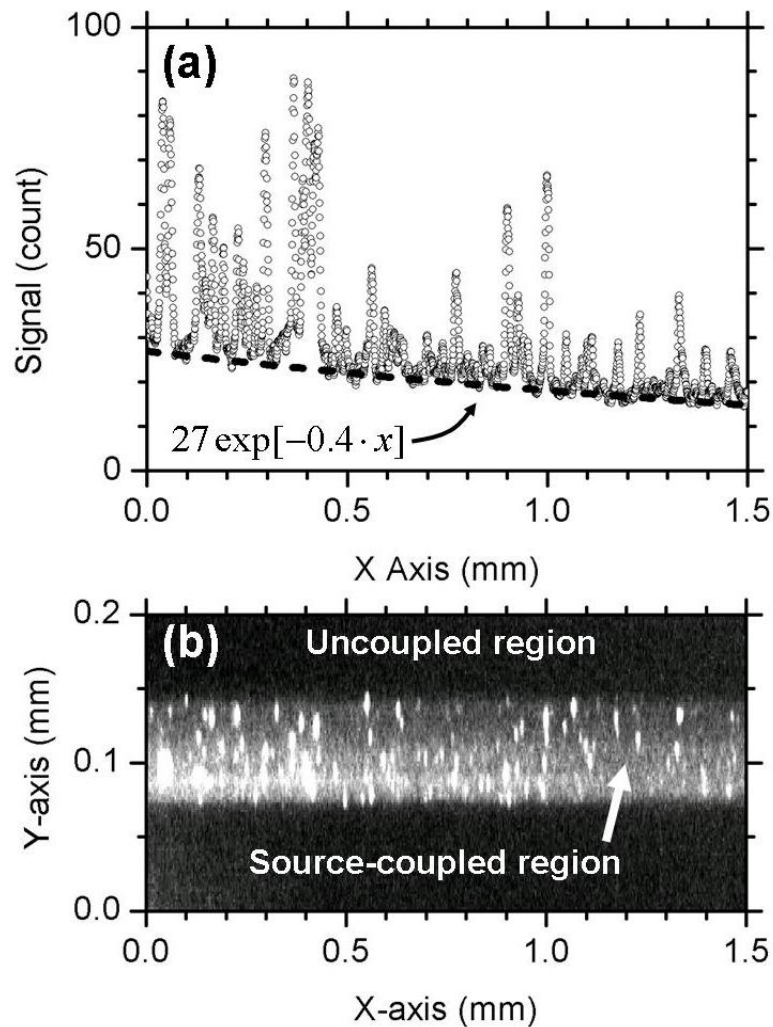 (a)
100
50
0
Signal (count)
27 exp[−0.4 · x]
0.0 0.5 1.0 1.5
X Axis (mm)
(b)
Uncoupled region
0.2
0.1
0.0
Y-axis (mm)
Source-coupled region
0.0 0.5 1.0 1.5
X-axis (mm)